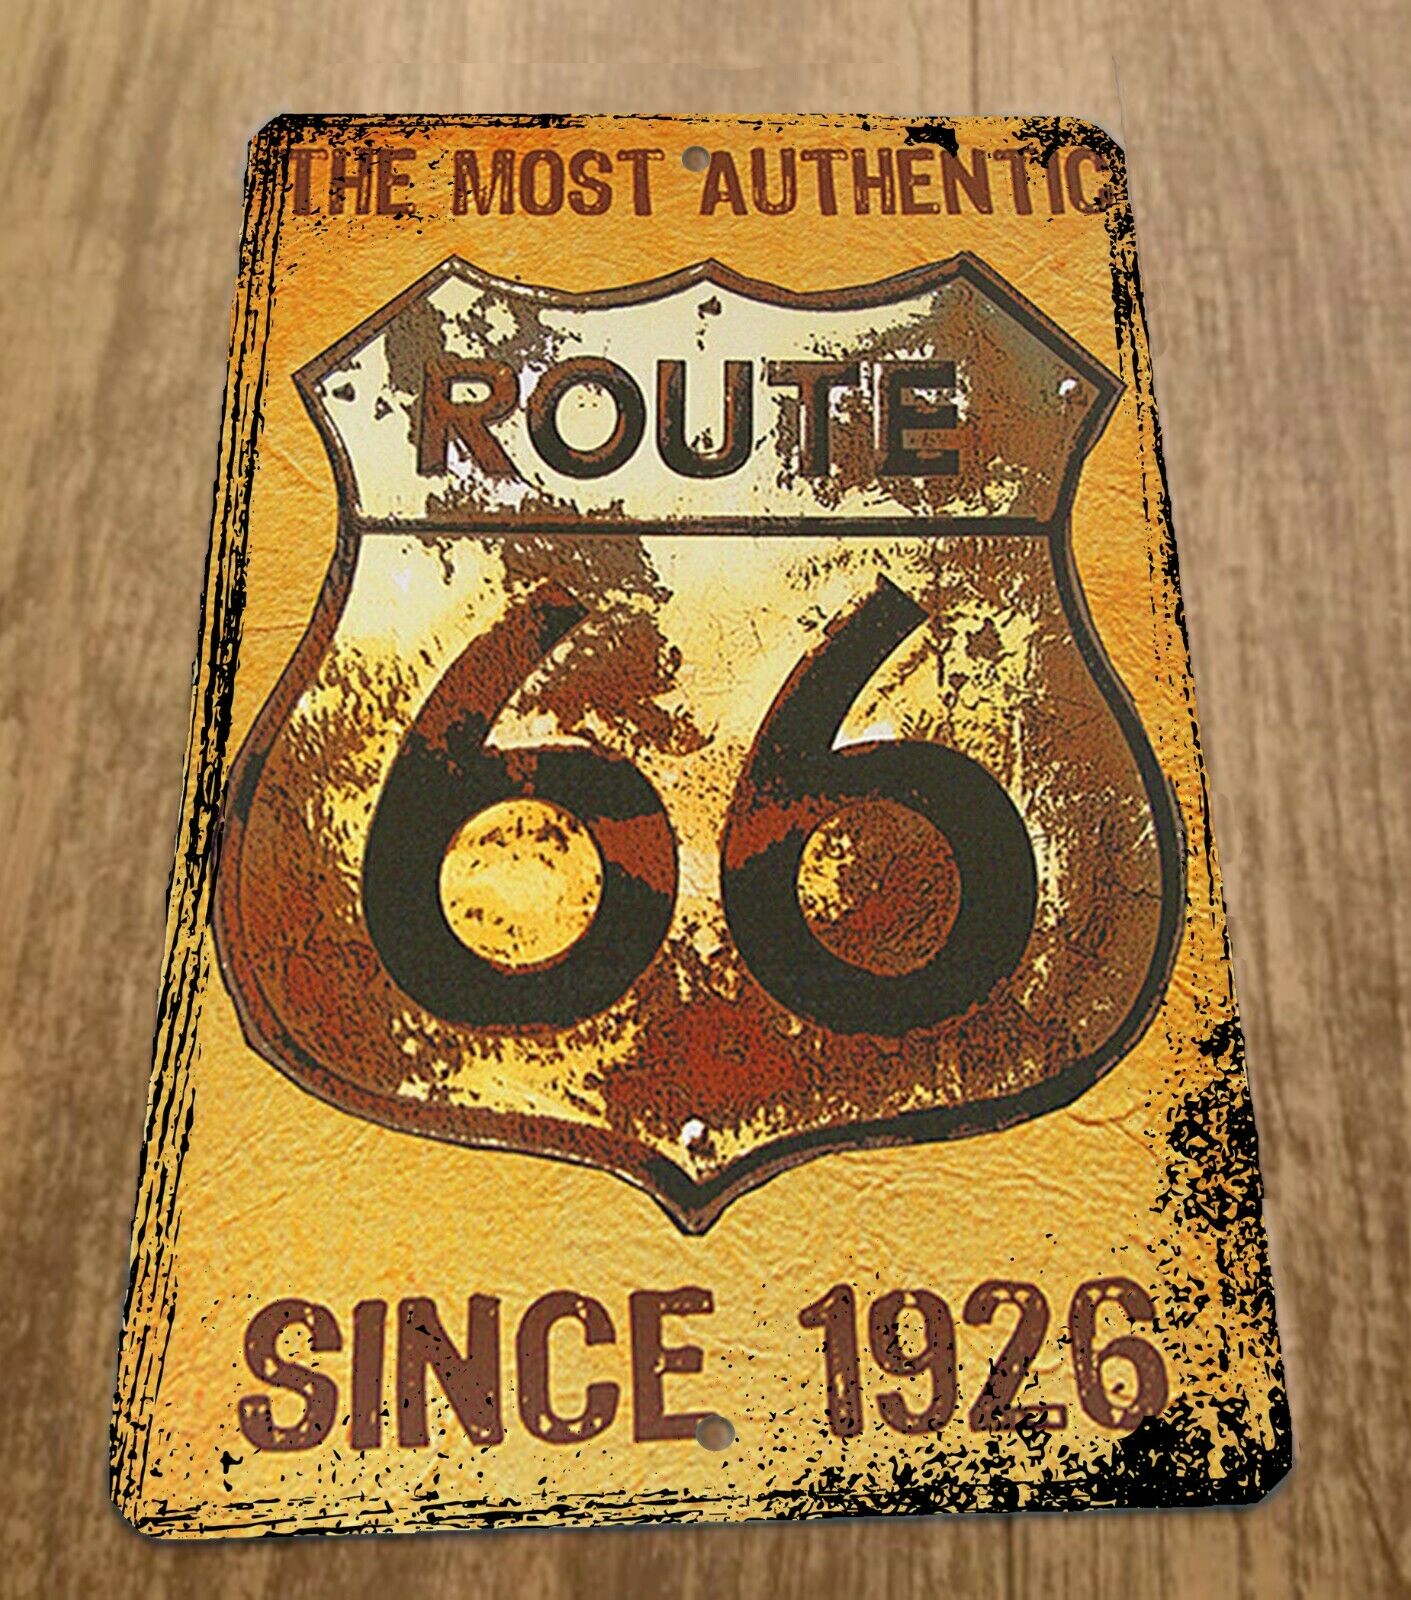 THE MOST AUTHENTIC
ROUTE
66
SINCE 1926